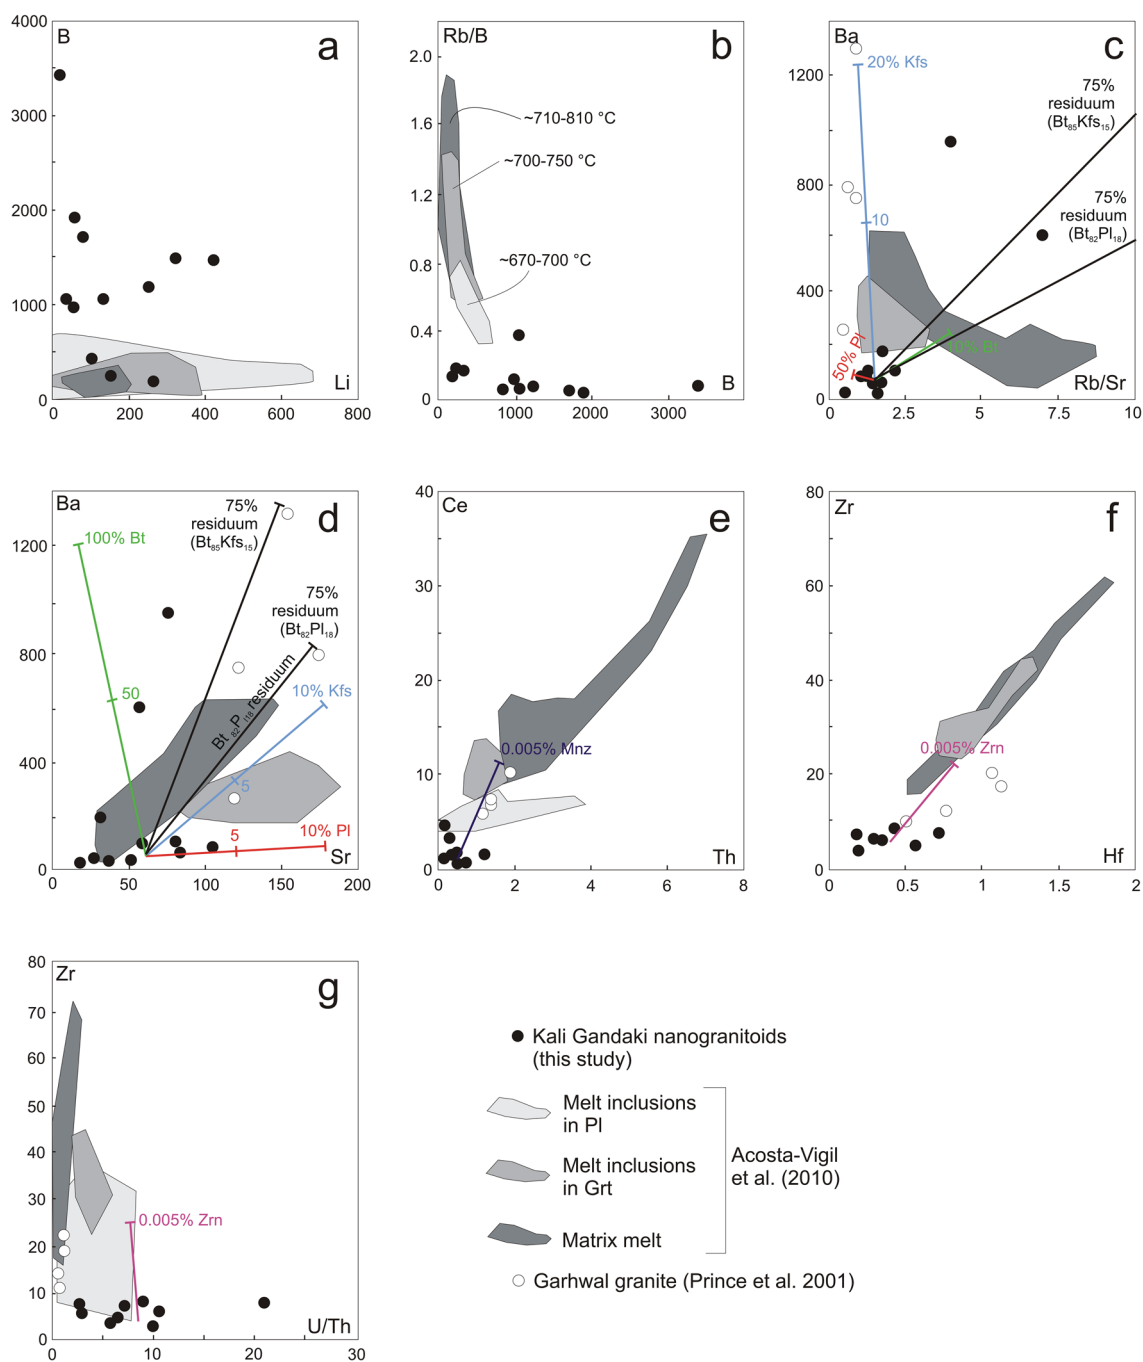 4000
B
a
3000
2000
1000
0
Li
0
200
400
600
800
Rb/B
b
2.0
1.6
~710-810 °C
~700-750 °C
1.2
~670-700 °C
0.8
0.4
0
B
0
1000
2000
3000
Ba
c
20% Kfs
1200
75%
residuum
(Bt₈₅Kfs₁₅)
800
75%
residuum
(Bt₈₂Pl₁₈)
10
400
50% Pl
10% Bt
Rb/Sr
0
0
2.5
5
7.5
10
Ba
d
75%
residuum
(Bt₈₅Kfs₁₅)
100% Bt
1200
75%
residuum
(Bt₈₂Pl₁₈)
800
50
Bt₈₂Pl₁₈ residuum
10% Kfs
400
5
5
10% Pl
Sr
0
0
50
100
150
200
40
Ce
e
30
20
0.005% Mnz
10
0
Th
0
2
4
6
8
80
Zr
f
60
40
0.005% Zrn
20
0
Hf
0
0.5
1
1.5
2
80
Zr
g
70
60
50
40
30
0.005% Zrn
20
10
U/Th
0
0
10
20
30
Kali Gandaki nanogranitoids
(this study)
Melt inclusions
in Pl
Melt inclusions
in Grt
Acosta-Vigil
et al. (2010)
Matrix melt
Garhwal granite (Prince et al. 2001)